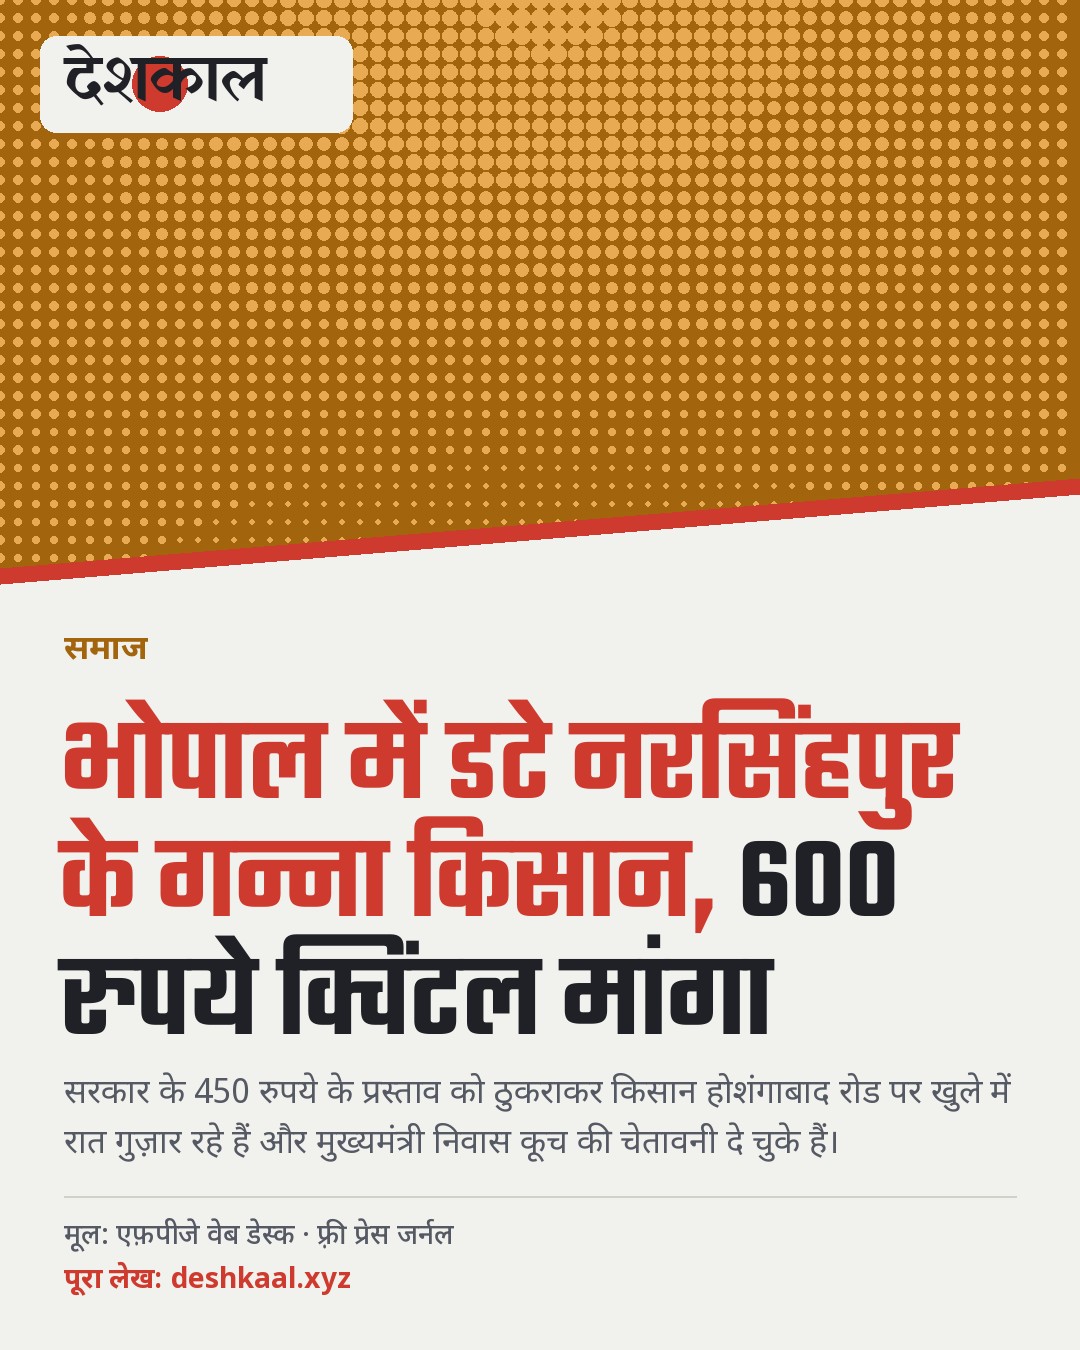 देशकाल
समाज
भोपाल में डटे नरसिंहपुर
के गन्ना किसान, 600
रुपये क्विंटल मांगा
सरकार के 450 रुपये के प्रस्ताव को ठुकराकर किसान होशंगाबाद रोड पर खुले में
रात गुज़ार रहे हैं और मुख्यमंत्री निवास कूच की चेतावनी दे चुके हैं।
मूल: एफ़पीजे वेब डेस्क · फ़्री प्रेस जर्नल
पूरा लेख: deshkaal.xyz